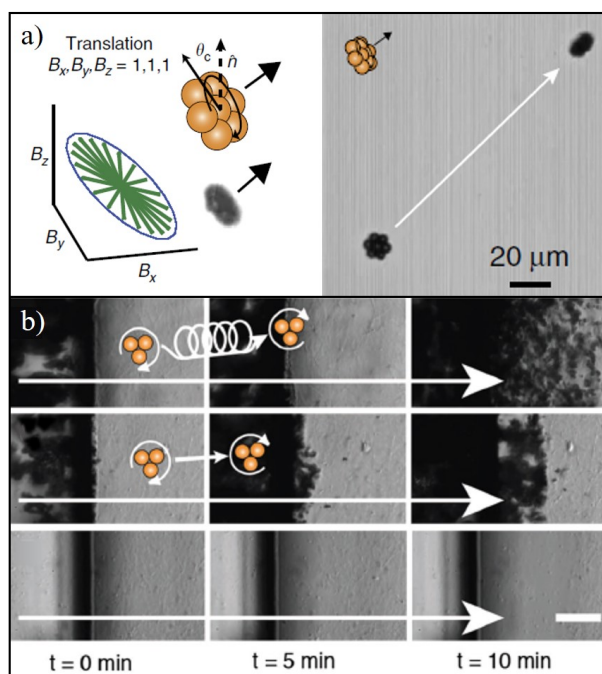 a)
Translation
Bx,By,Bz = 1,1,1
θc
n̂
Bz
By
Bx
20 μm
b)
t = 0 min
t = 5 min
t = 10 min